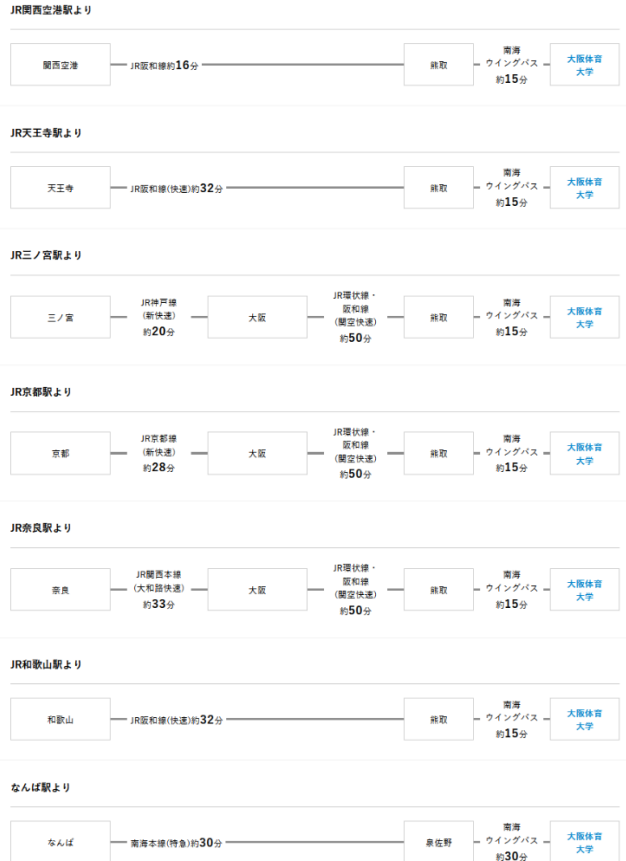 JR関西空港駅より
関西空港
JR阪和線約16分
熊取
南海
ウイングバス
約15分
大阪体育
大学
JR天王寺駅より
天王寺
JR阪和線(快速)約32分
熊取
南海
ウイングバス
約15分
大阪体育
大学
JR三ノ宮駅より
三ノ宮
JR神戸線
(新快速)
約20分
大阪
JR環状線・
阪和線
(関空快速)
約50分
熊取
南海
ウイングバス
約15分
大阪体育
大学
JR京都駅より
京都
JR京都線
(新快速)
約28分
大阪
JR環状線・
阪和線
(関空快速)
約50分
熊取
南海
ウイングバス
約15分
大阪体育
大学
JR奈良駅より
奈良
JR関西本線
(大和路快速)
約33分
大阪
JR環状線・
阪和線
(関空快速)
約50分
熊取
南海
ウイングバス
約15分
大阪体育
大学
JR和歌山駅より
和歌山
JR阪和線(快速)約32分
熊取
南海
ウイングバス
約15分
大阪体育
大学
なんば駅より
なんば
南海本線(特急)約30分
泉佐野
南海
ウイングバス
約30分
大阪体育
大学